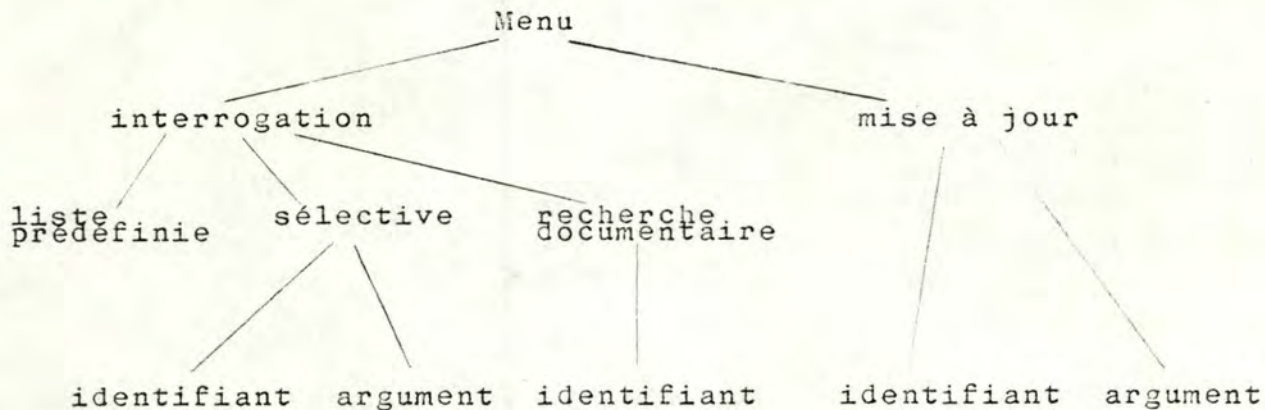 Menu
interrogation mise à jour
liste sélective recherche
prédéfinie documentaire
identifiant argument identifiant identifiant argument